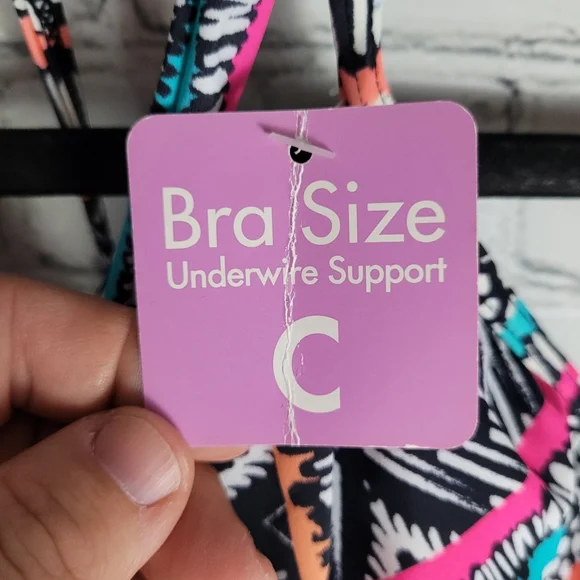 Bra Size
Underwire Support
C